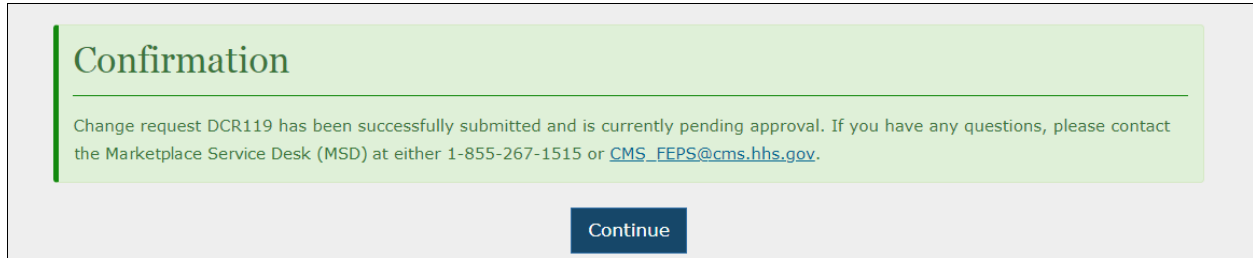 Confirmation
Change request DCR119 has been successfully submitted and is currently pending approval. If you have any questions, please contact
the Marketplace Service Desk (MSD) at either 1-855-267-1515 or CMS_FEPS@cms.hhs.gov.
Continue